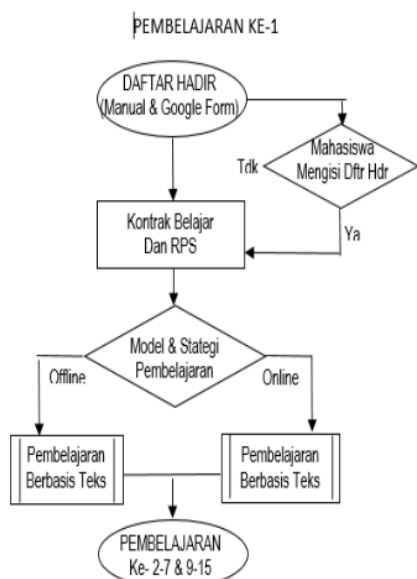 PEMBELAJARAN KE-1
DAFTAR HADIR
(Manual & Google Form)
Mahasiswa
Mengisi Dftr Hdr
Tdk
Ya
Kontrak Belajar
Dan RPS
Model & Stategi
Pembelajaran
Offline
Online
Pembelajaran
Berbasis Teks
Pembelajaran
Berbasis Teks
PEMBELAJARAN
Ke- 2-7 & 9-15